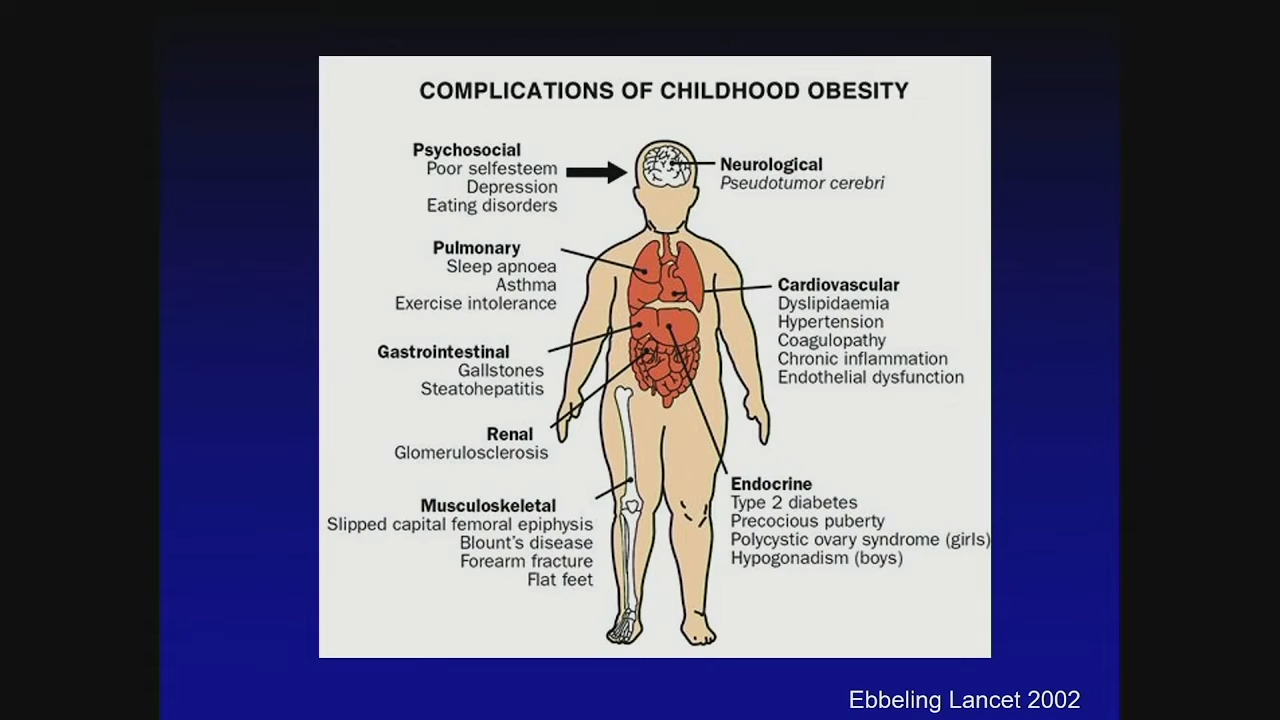 COMPLICATIONS OF CHILDHOOD OBESITY
Psychosocial
Poor selfesteem
Depression
Eating disorders
Neurological
Pseudotumor cerebri
Pulmonary
Sleep apnoea
Asthma
Exercise intolerance
Cardiovascular
Dyslipidaemia
Hypertension
Coagulopathy
Chronic inflammation
Endothelial dysfunction
Gastrointestinal
Gallstones
Steatohepatitis
Renal
Glomerulosclerosis
Musculoskeletal
Slipped capital femoral epiphysis
Blount's disease
Forearm fracture
Flat feet
Endocrine
Type 2 diabetes
Precocious puberty
Polycystic ovary syndrome (girls)
Hypogonadism (boys)
Ebbeling Lancet 2002